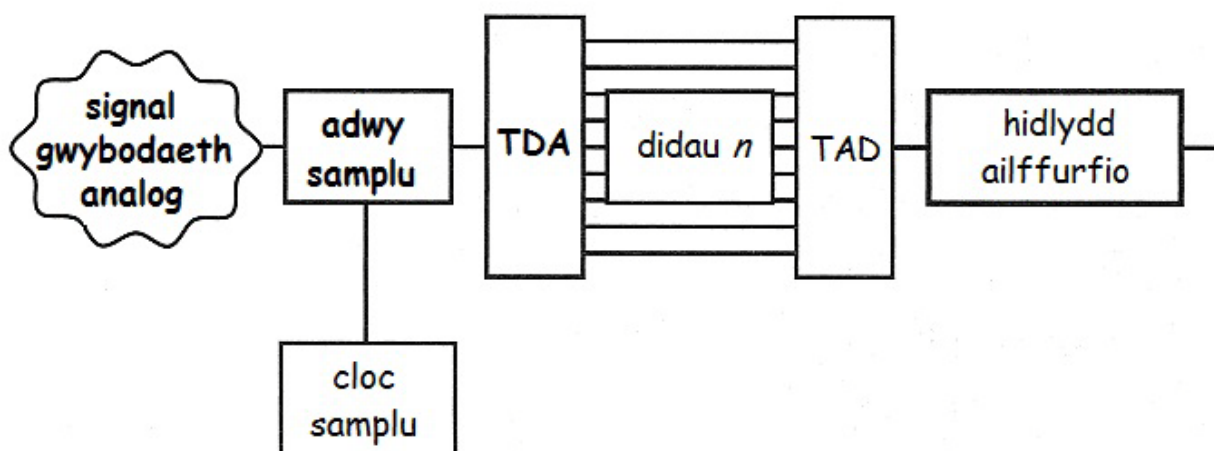 signal
gwybodaeth
analog
adwy
samplu
TDA
didau n
TAD
hidlydd
ailffurfio
cloc
samplu